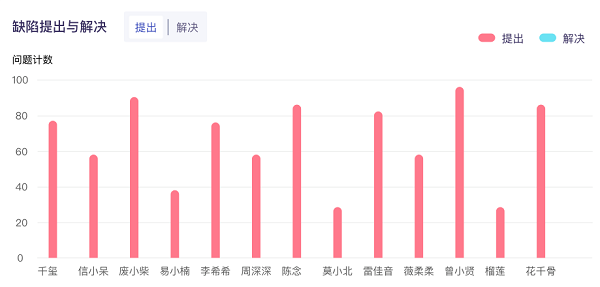 缺陷提出与解决 提出 | 解决
提出 解决
问题计数
100
80
60
40
20
0
千玺 信小呆 废小柴 易小楠 李希希 周深深 陈念 莫小北 雷佳音 薇柔柔 曾小贤 榴莲 花千骨